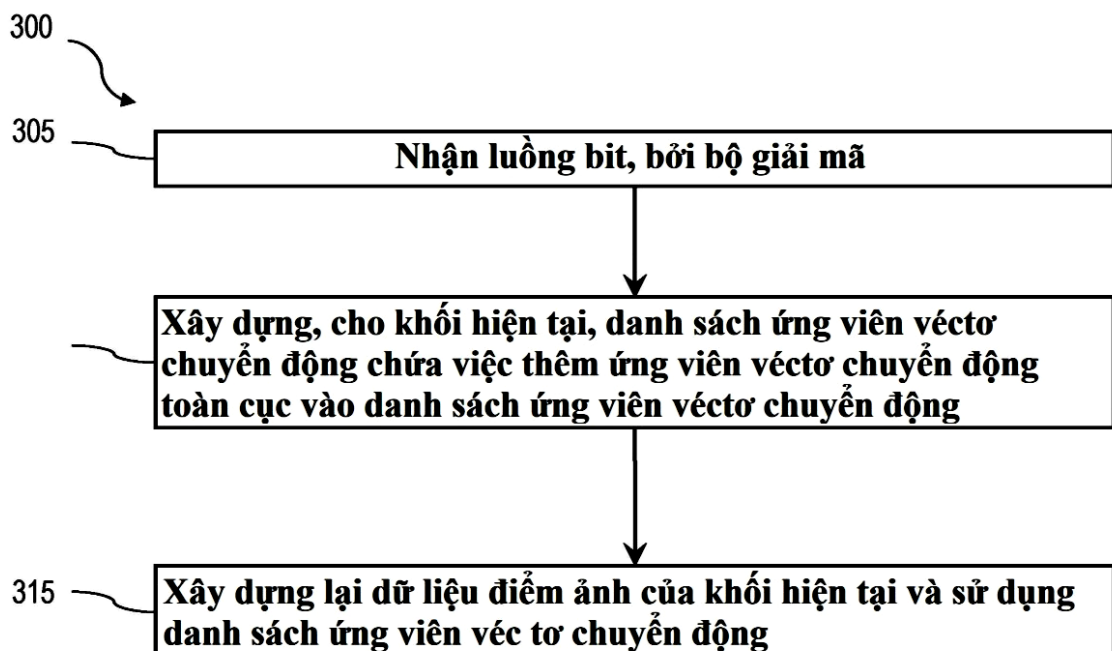 300
305
Nhận luồng bit, bởi bộ giải mã
Xây dựng, cho khối hiện tại, danh sách ứng viên véctơ
chuyển động chứa việc thêm ứng viên véctơ chuyển động
toàn cục vào danh sách ứng viên véctơ chuyển động
315
Xây dựng lại dữ liệu điểm ảnh của khối hiện tại và sử dụng
danh sách ứng viên véc tơ chuyển động